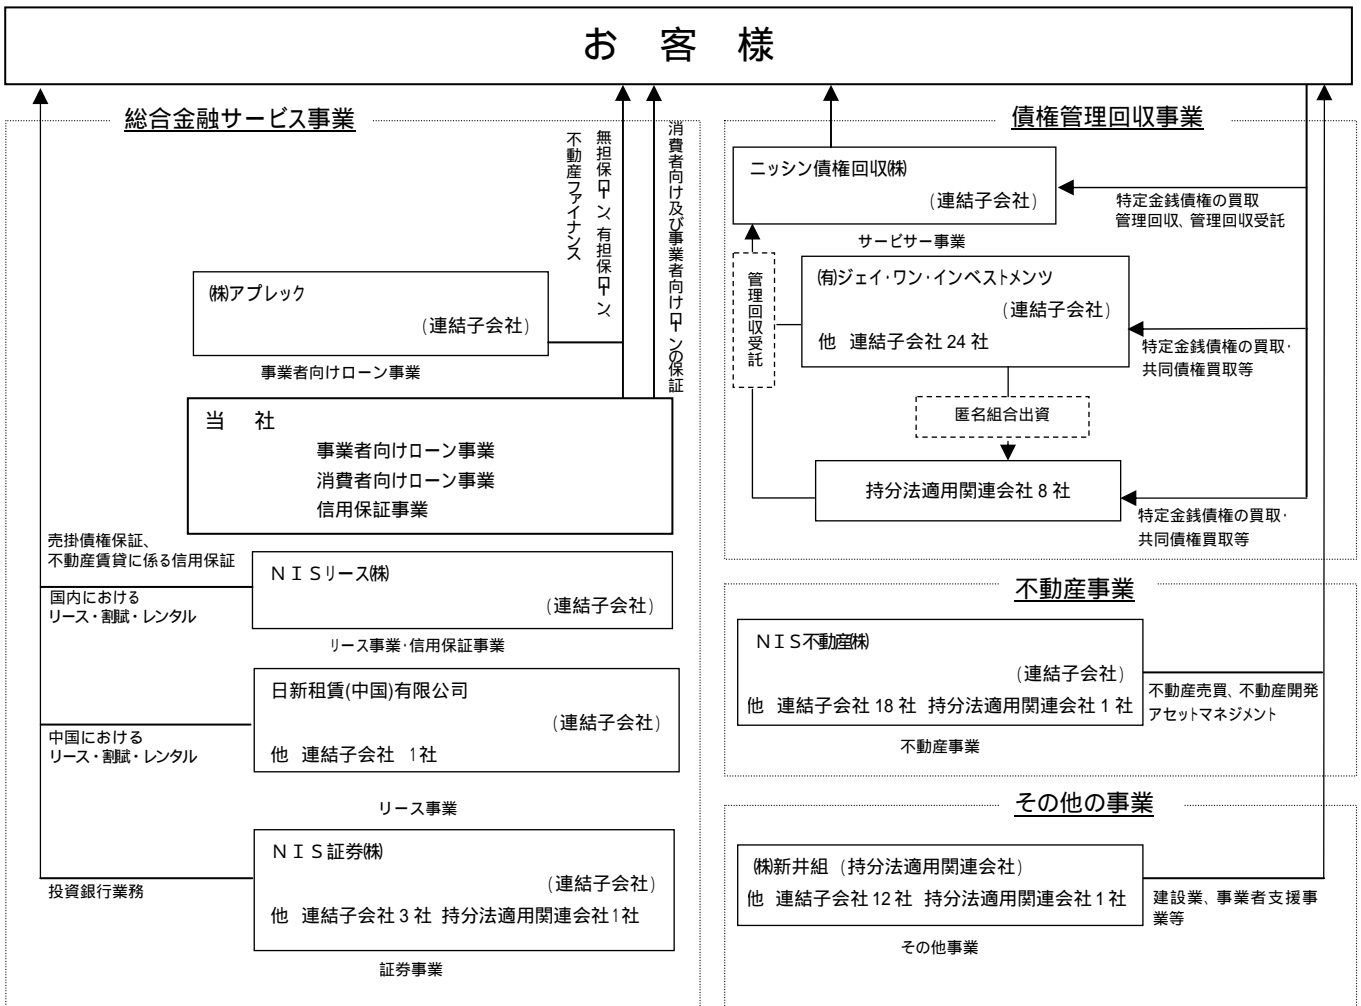 お 客 様
総合金融サービス事業
無担保ローン、有担保ローン、
不動産ファイナンス
消費者向け及び事業者向けローンの保証
㈱アプレック
(連結子会社)
事業者向けローン事業
当 社
事業者向けローン事業
消費者向けローン事業
信用保証事業
売掛債権保証、
不動産賃貸に係る信用保証
国内における
リース・割賦・レンタル
ＮＩＳリース㈱
(連結子会社)
リース事業・信用保証事業
日新租賃(中国)有限公司
(連結子会社)
他 連結子会社 1社
中国における
リース・割賦・レンタル
リース事業
ＮＩＳ証券㈱
(連結子会社)
他 連結子会社3社 持分法適用関連会社1社
投資銀行業務
証券事業
債権管理回収事業
ニッシン債権回収㈱
(連結子会社)
特定金銭債権の買取
管理回収、管理回収受託
サービサー事業
管理回収受託
㈲ジェイ・ワン・インベストメンツ
(連結子会社)
他 連結子会社24社
特定金銭債権の買取・
共同債権買取等
匿名組合出資
持分法適用関連会社8社
特定金銭債権の買取・
共同債権買取等
不動産事業
ＮＩＳ不動産㈱
(連結子会社)
他 連結子会社18社 持分法適用関連会社1社
不動産売買、不動産開発
アセットマネジメント
不動産事業
その他の事業
㈱新井組 (持分法適用関連会社)
他 連結子会社12社 持分法適用関連会社1社
建設業、事業者支援事
業等
その他事業